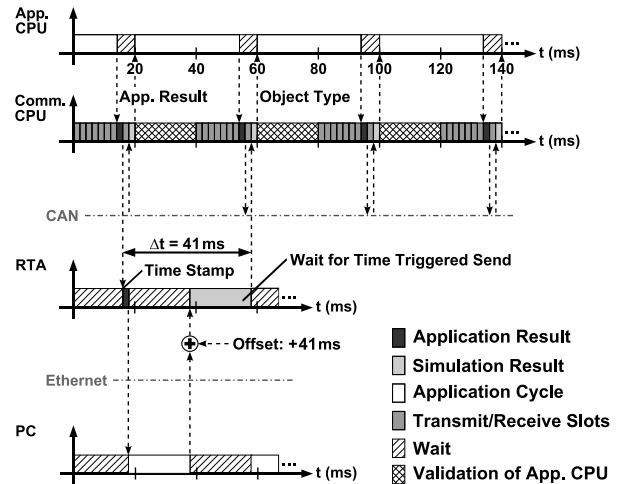 App.
CPU
t (ms)
20 40 60 80 100 120 140
App. Result Object Type
Comm.
CPU
t (ms)
CAN
Δt = 41 ms
RTA
Time Stamp
Wait for Time Triggered Send
t (ms)
Offset: +41ms
Ethernet
PC
t (ms)
Application Result
Simulation Result
Application Cycle
Transmit/Receive Slots
Wait
Validation of App. CPU